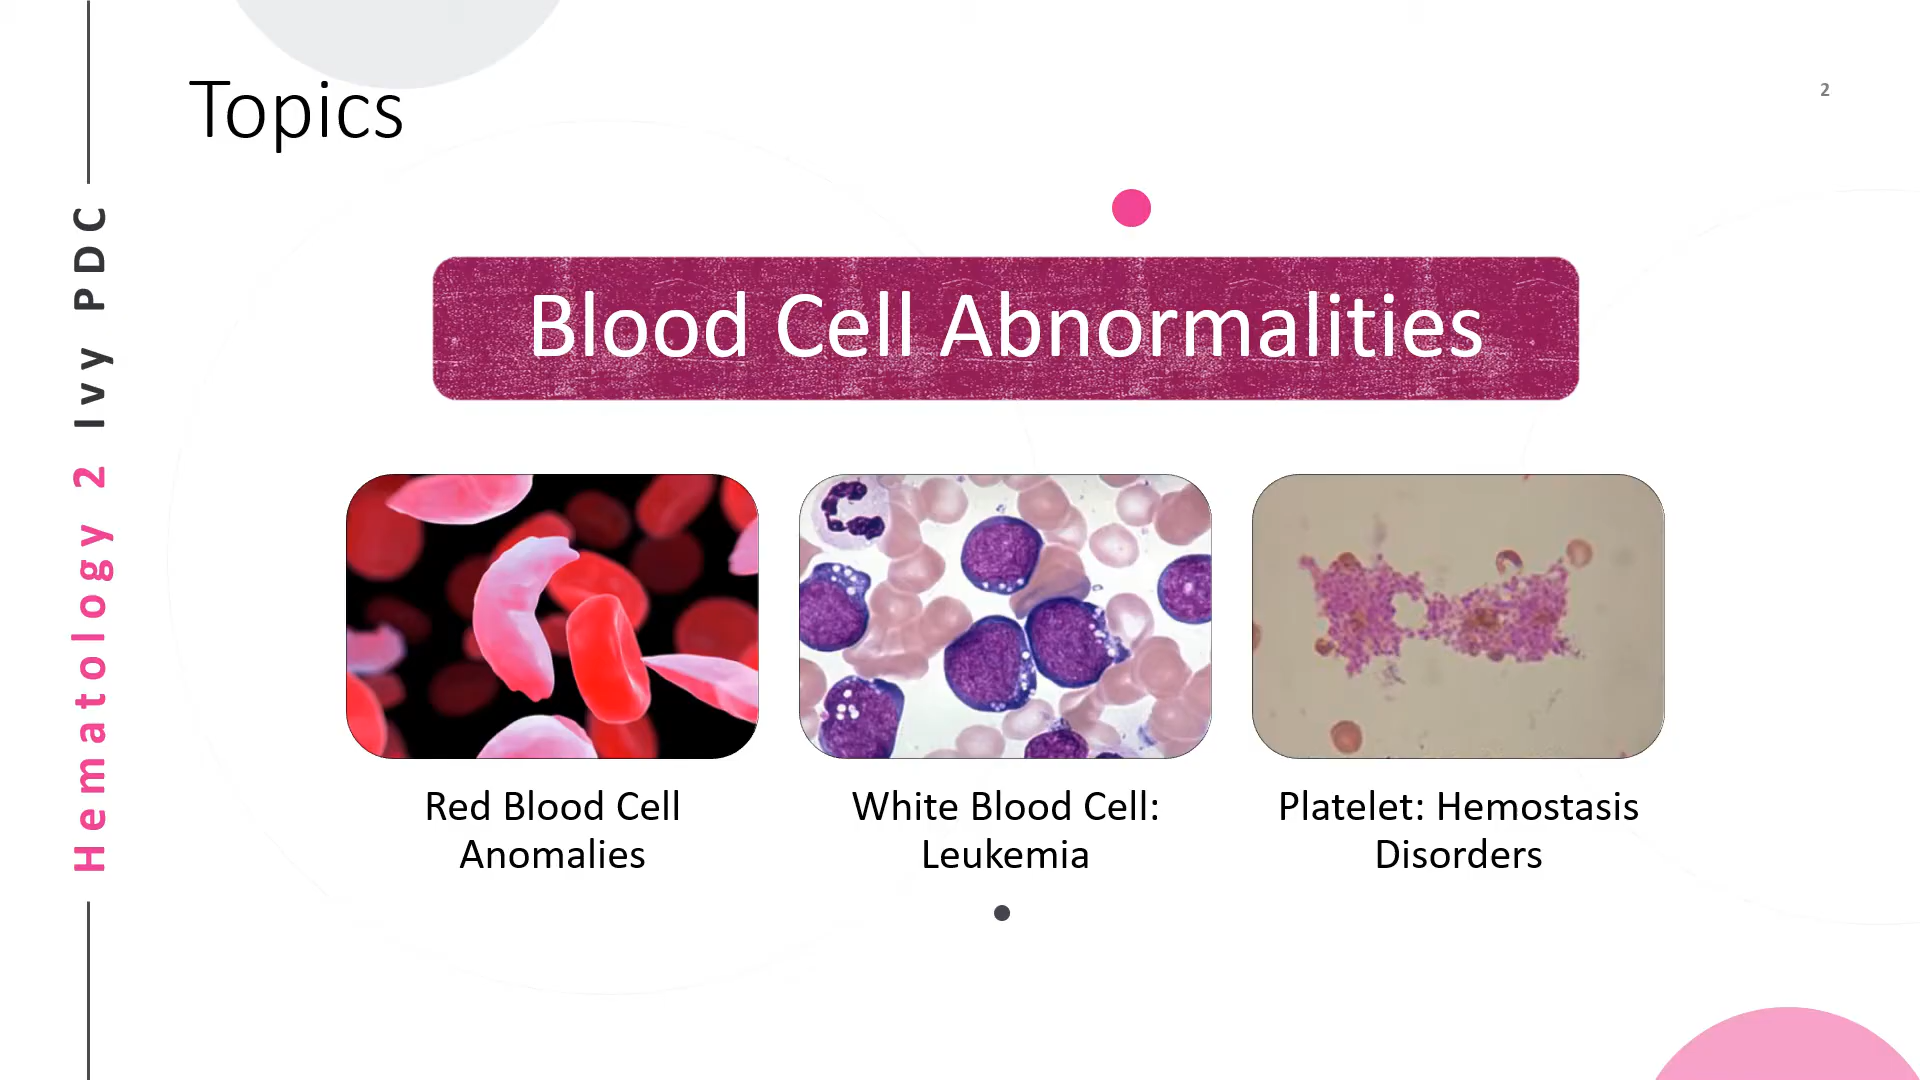 Topics
2
Hematology 2 Ivy PDC
Blood Cell Abnormalities
Red Blood Cell
Anomalies
White Blood Cell:
Leukemia
Platelet: Hemostasis
Disorders